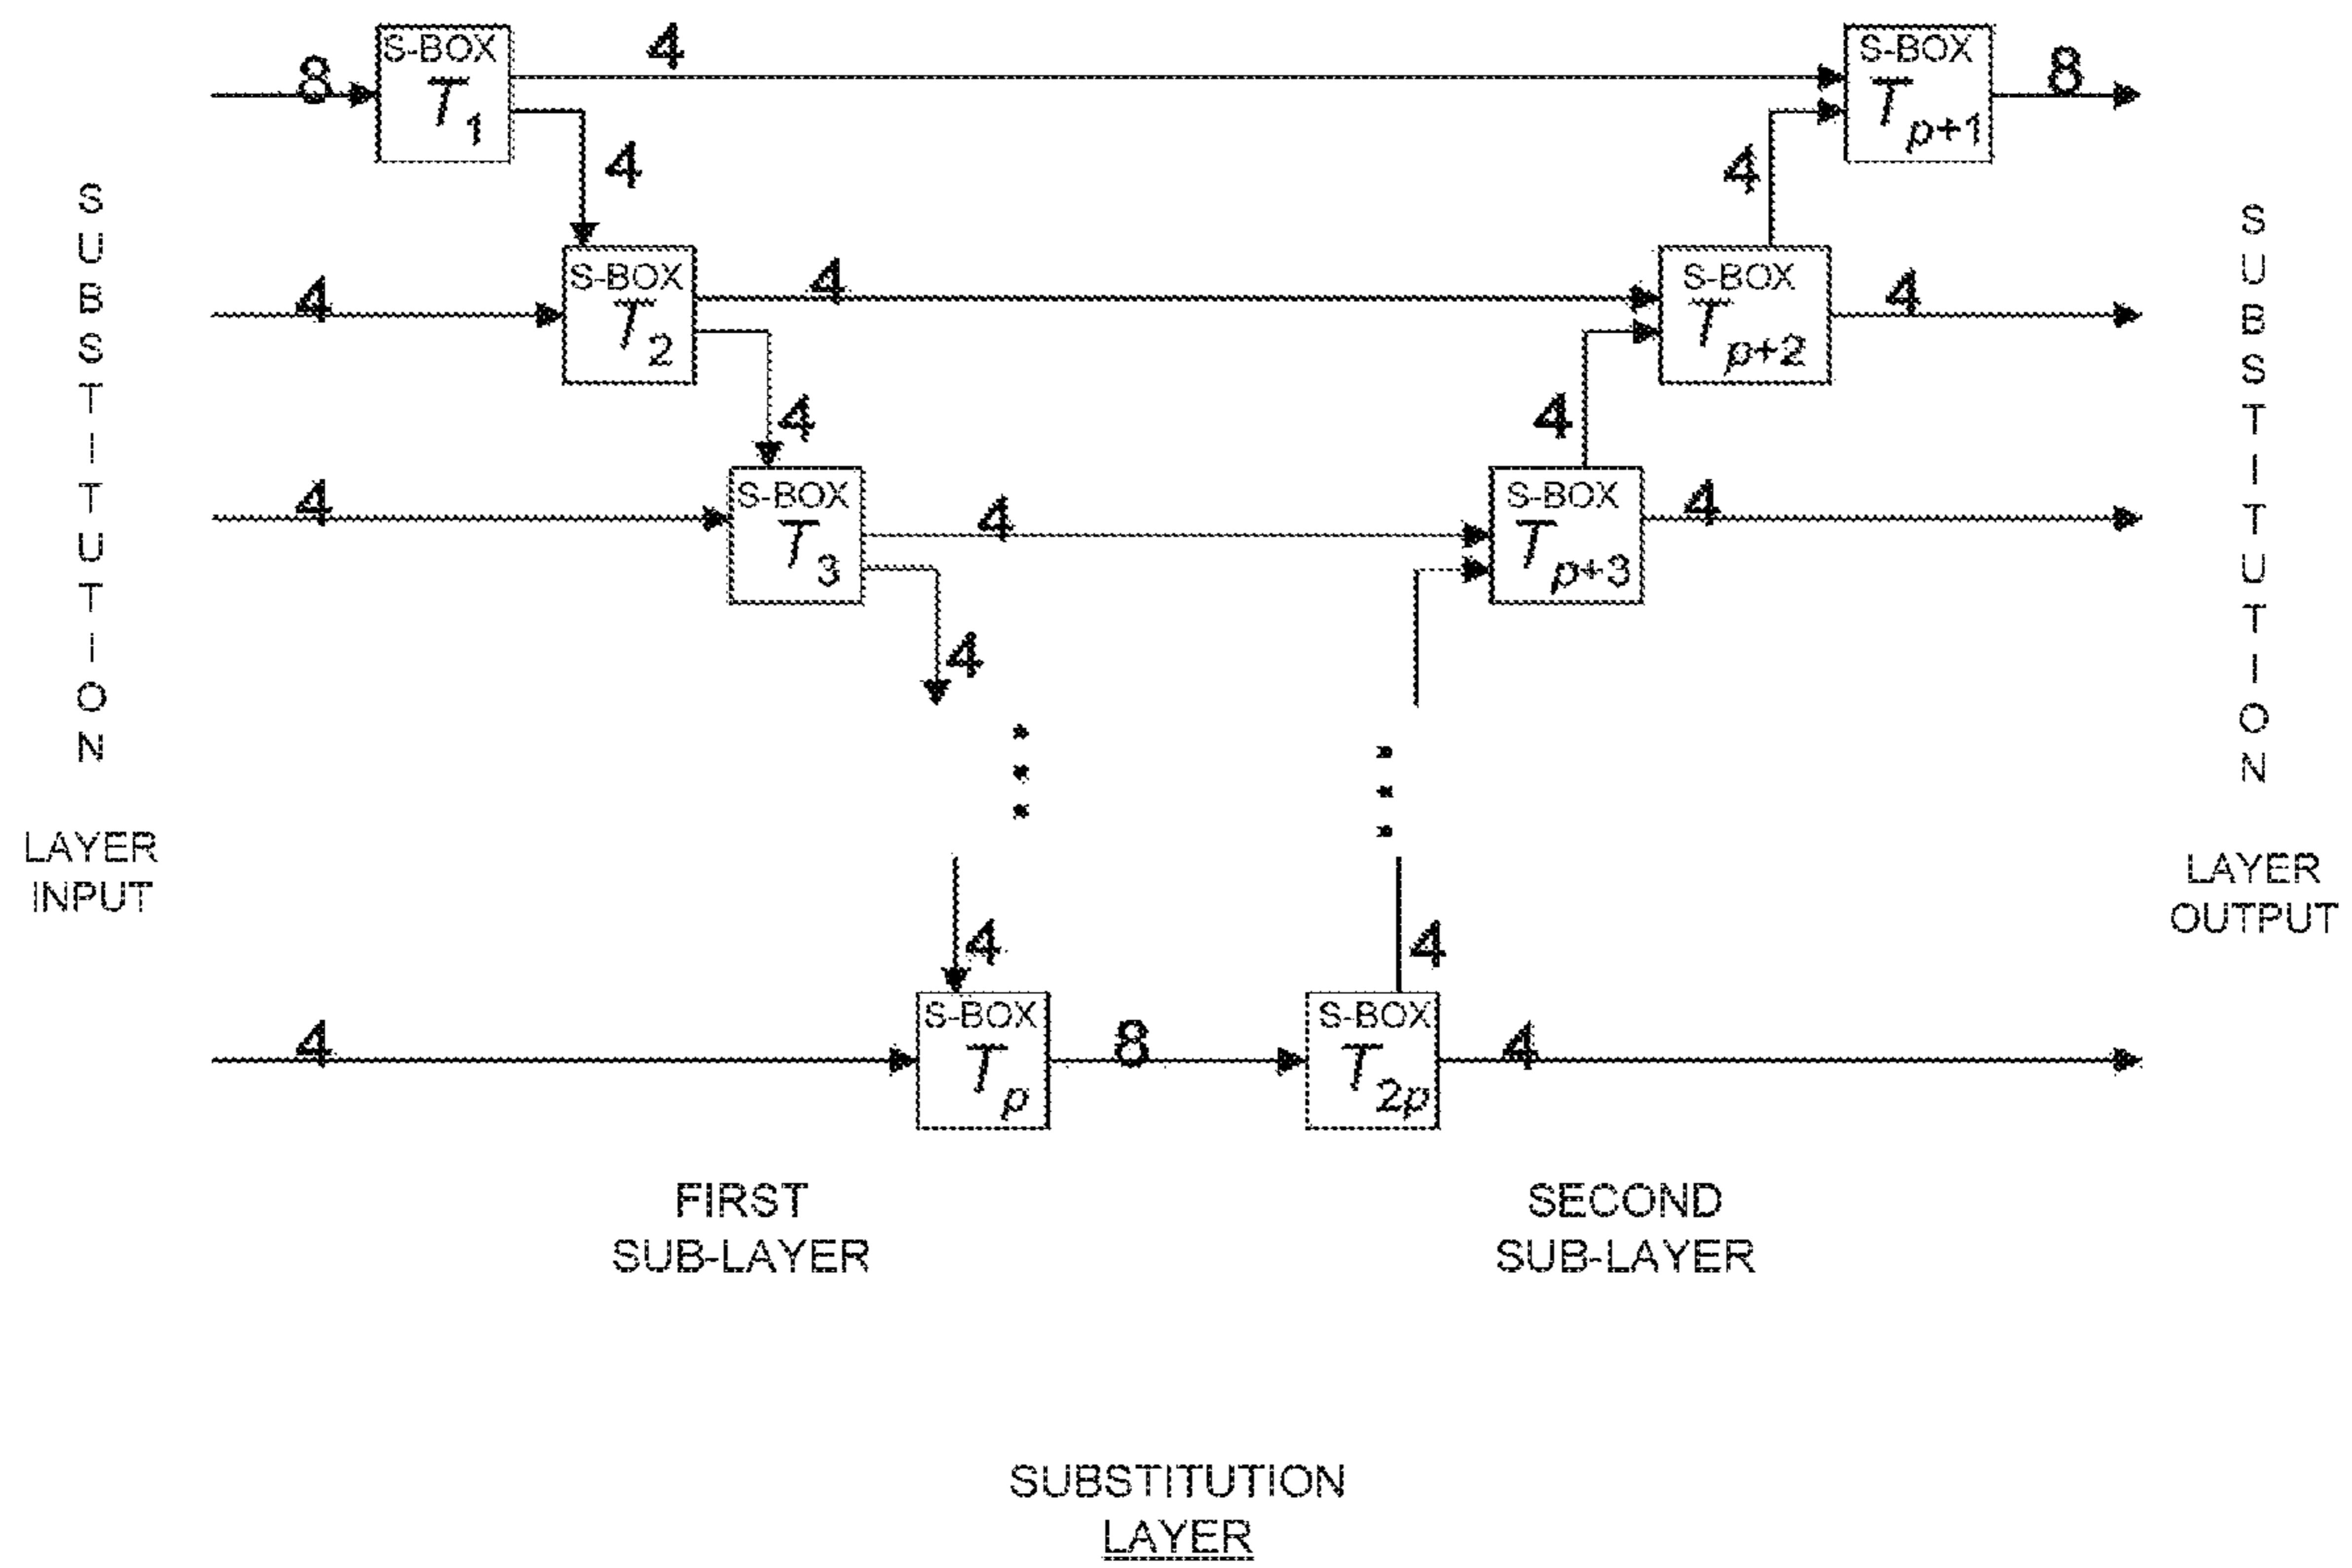 S-BOX
T1
8
4
S-BOX
Tp+1
8
4
4
SUBSTITUTION
LAYER
INPUT
4
S-BOX
T2
4
S-BOX
Tp+2
4
4
4
4
S-BOX
T3
4
S-BOX
Tp+3
4
4
SUBSTITUTION
LAYER
OUTPUT
4
4
4
S-BOX
Tp
8
S-BOX
T2p
4
FIRST
SUB-LAYER
SECOND
SUB-LAYER
SUBSTITUTION
LAYER